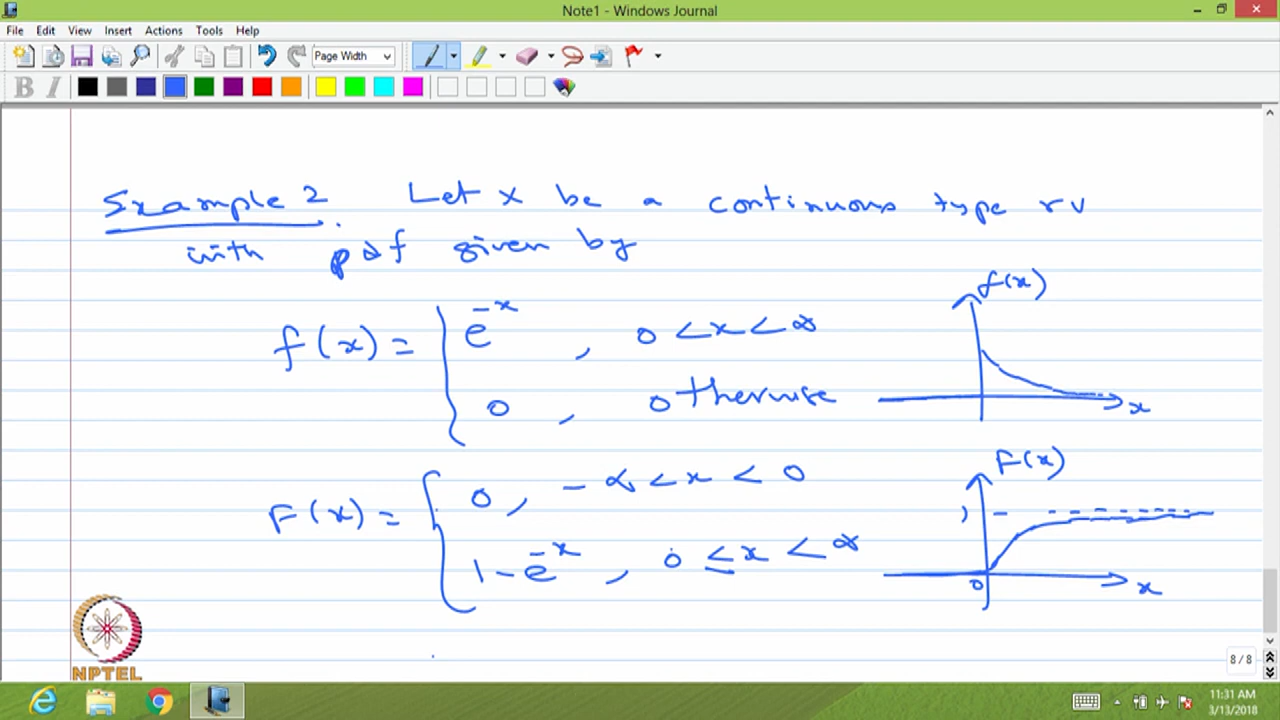 Note1 - Windows Journal
File Edit View Insert Actions Tools Help
Page Width
B I
Example 2. Let X be a continuous type rv
with pdf given by
f(x) = { e^-x , 0 < x < ∞
0 , otherwise
f(x)
x
F(x) = { 0 , -∞ < x < 0
1 - e^-x , 0 ≤ x < ∞
F(x)
1
0
x
NPTEL
8 / 8
11:31 AM
3/13/2018